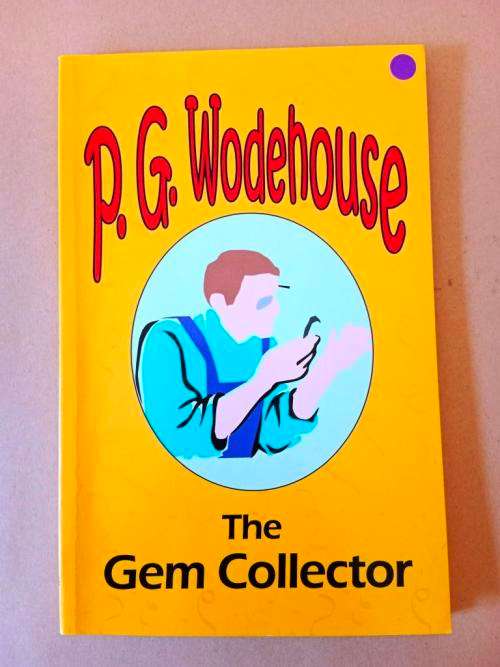 P. G. Wodehouse
The
Gem Collector